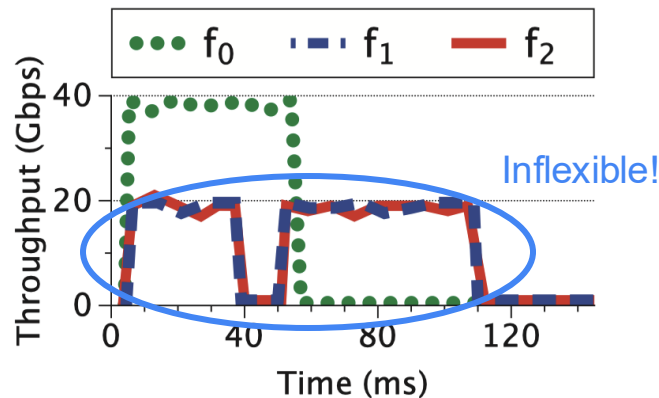 f₀ f₁ f₂
Throughput (Gbps)
40
20
0
Inflexible!
0 40 80 120
Time (ms)